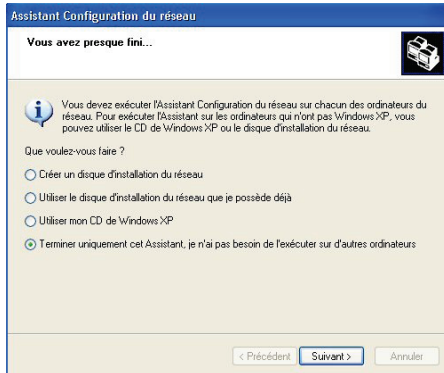 Assistant Configuration du réseau
Vous avez presque fini...
Vous devez exécuter l'Assistant Configuration du réseau sur chacun des ordinateurs du
réseau. Pour exécuter l'Assistant sur les ordinateurs qui n'ont pas Windows XP, vous
pouvez utiliser le CD de Windows XP ou le disque d'installation du réseau.
Que voulez-vous faire ?
Créer un disque d'installation du réseau
Utiliser le disque d'installation du réseau que je possède déjà
Utiliser mon CD de Windows XP
Terminer uniquement cet Assistant, je n'ai pas besoin de l'exécuter sur d'autres ordinateurs
< Précédent Suivant > Annuler